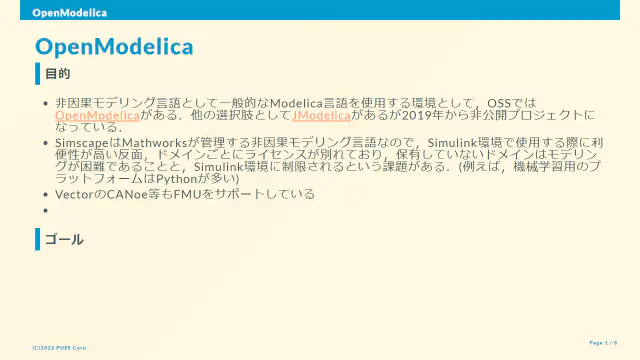 OpenModelica
OpenModelica
目的
• 非因果モデリング言語として一般的なModelica言語を使用する環境として，OSSでは
OpenModelicaがある．他の選択肢としてJModelicaがあるが2019年から非公開プロジェクトに
なっている．
• SimscapeはMathworksが管理する非因果モデリング言語なので，Simulink環境で使用する際に利
便性が高い反面，ドメインごとにライセンスが別れており，保有していないドメインはモデリン
グが困難であることと，Simulink環境に制限されるという課題がある．(例えば，機械学習用のプ
ラットフォームはPythonが多い)
• VectorのCANoe等もFMUをサポートしている
•
ゴール
(C)2022 PUES Corp.
Page 1 / 8